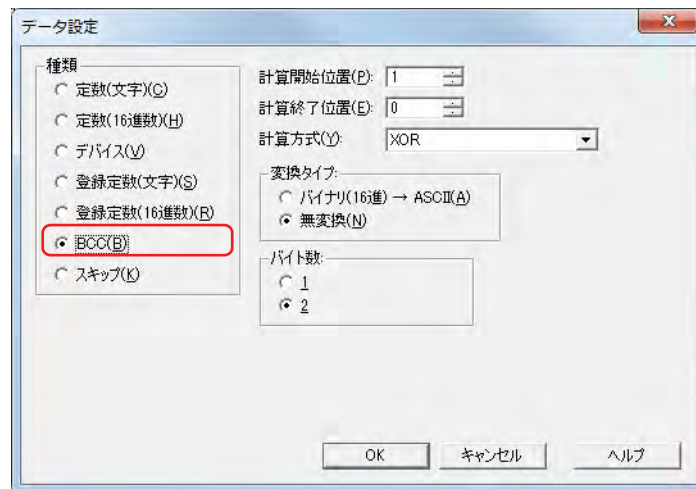 データ設定
種類
定数(文字)(C)
定数(16進数)(H)
デバイス(V)
登録定数(文字)(S)
登録定数(16進数)(R)
BCC(B)
スキップ(K)
計算開始位置(P): 1
計算終了位置(E): 0
計算方式(Y): XOR
変換タイプ:
バイナリ(16進) → ASCII(A)
無変換(N)
バイト数:
1
2
OK キャンセル ヘルプ